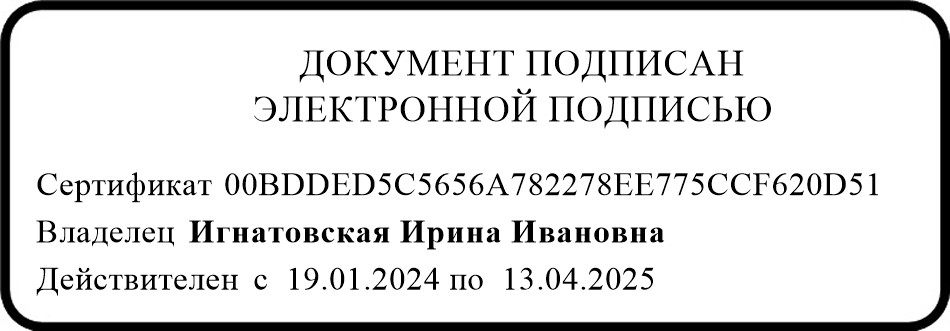 ДОКУМЕНТ ПОДПИСАН
ЭЛЕКТРОННОЙ ПОДПИСЬЮ
Сертификат 00BDDED5C5656A782278EE775CCF620D51
Владелец Игнатовская Ирина Ивановна
Действителен с 19.01.2024 по 13.04.2025